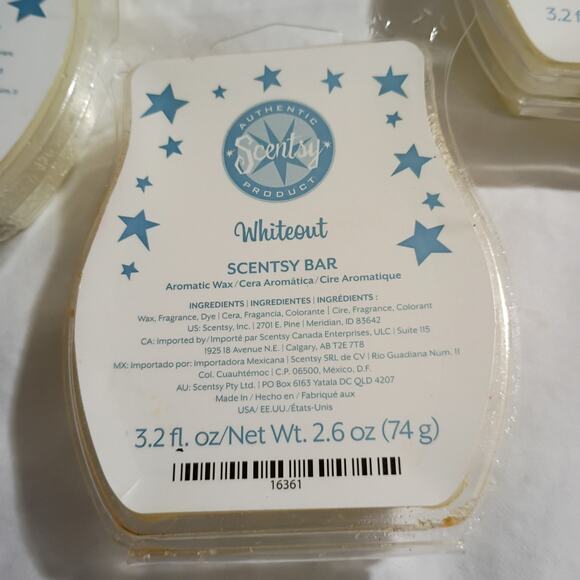 3.2 fl
AUTHENTIC
Scentsy
PRODUCT
Whiteout
SCENTSY BAR
Aromatic Wax/Cera Aromática/Cire Aromatique
INGREDIENTS | INGREDIENTES | INGRÉDIENTS :
Wax, Fragrance, Dye | Cera, Fragancia, Colorante | Cire, Fragrance, Colorant
US: Scentsy, Inc. | 2701 E. Pine | Meridian, ID 83642
CA: Imported by/Importé par Scentsy Canada Enterprises, ULC | Suite 115
1925 18 Avenue N.E. | Calgary, AB T2E 7T8
MX: Importado por: Importadora Mexicana | Scentsy SRL de CV | Rio Guadiana Num. 11
Col. Cuauhtémoc | C.P. 06500, México, D.F.
AU: Scentsy Pty Ltd. | PO Box 6163 Yatala DC QLD 4207
Made In / Hecho en / Fabriqué aux
USA/ EE.UU./États-Unis
3.2 fl. oz/Net Wt. 2.6 oz (74 g)
16361